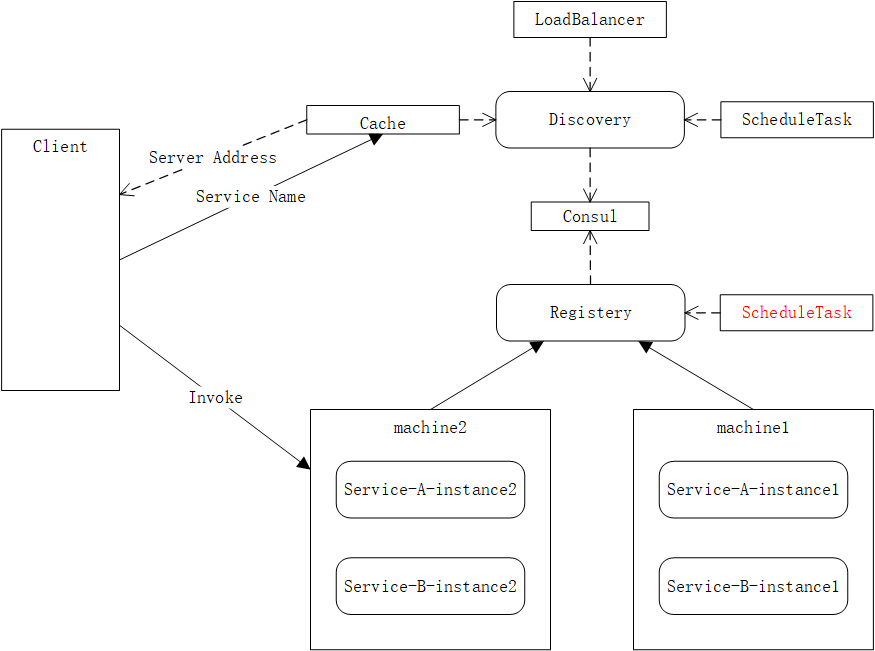 LoadBalancer
Cache
Discovery
ScheduleTask
Client
Server Address
Service Name
Consul
Registery
ScheduleTask
Invoke
machine2
machine1
Service-A-instance2
Service-A-instance1
Service-B-instance2
Service-B-instance1